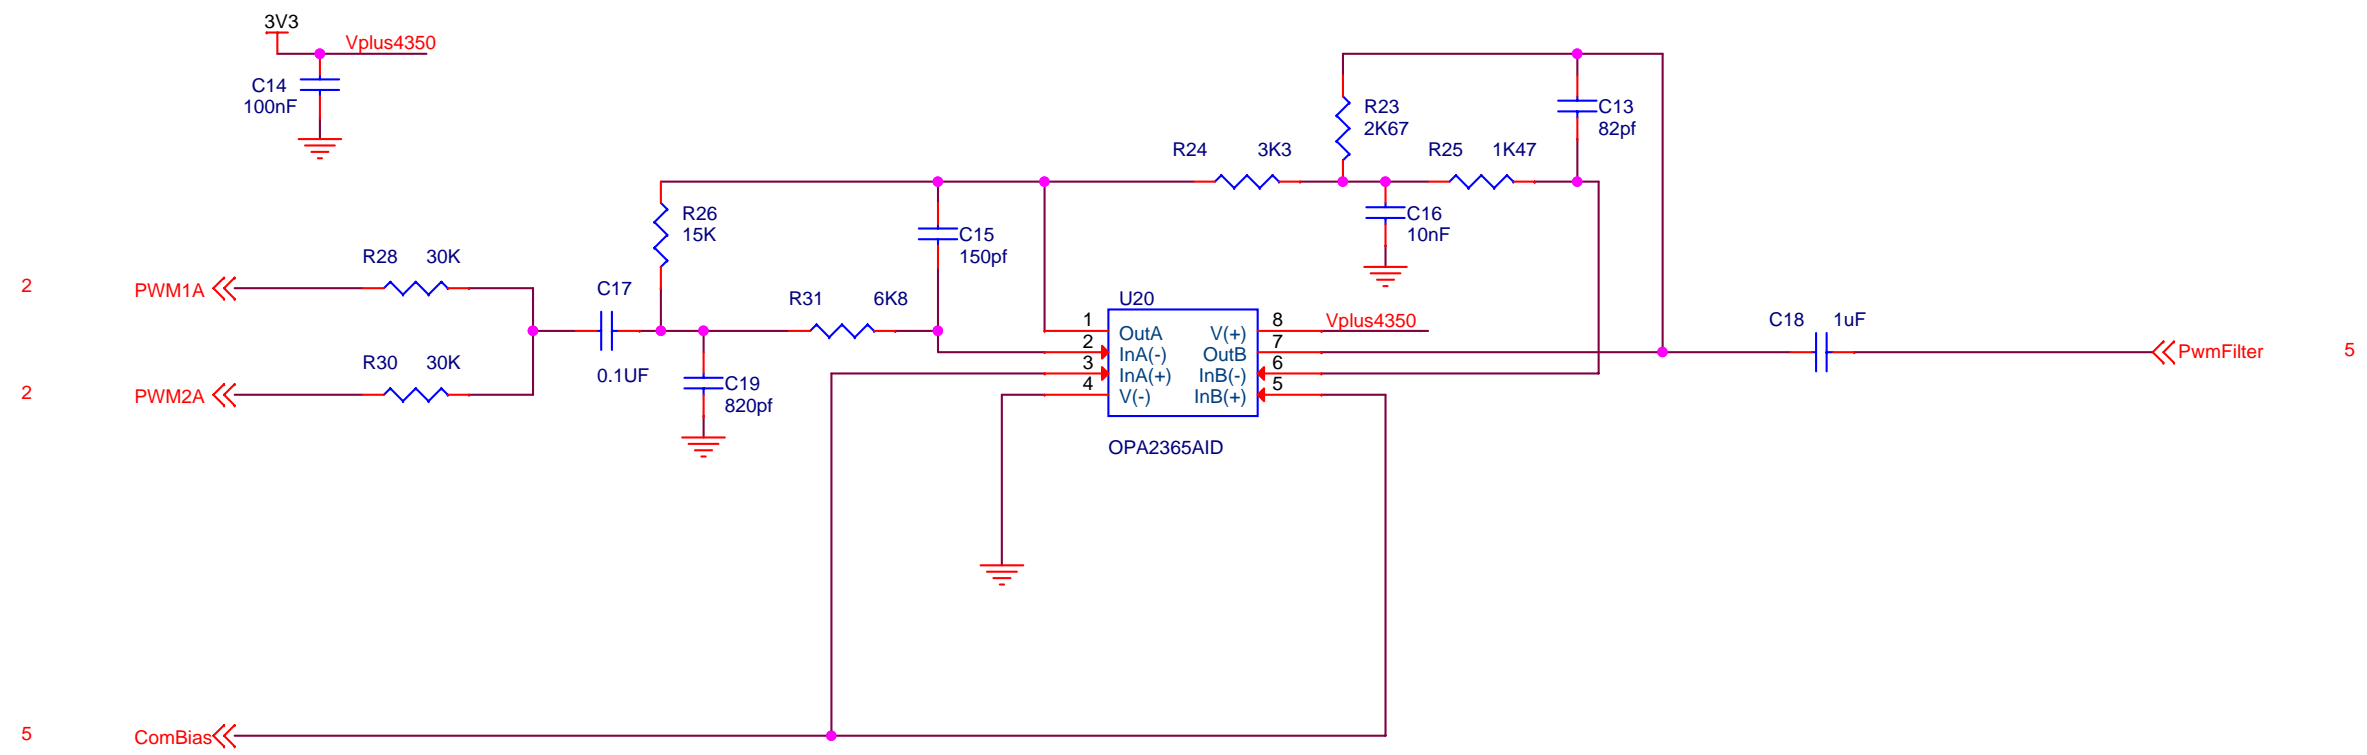 3V3
Vplus4350
C14
100nF
R23
2K67
C13
82pf
R24 3K3
R25 1K47
R26
15K
C15
150pf
C16
10nF
R28 30K
2 PWM1A
C17
0.1UF
R31 6K8
R30 30K
2 PWM2A
C19
820pf
U20
1 OutA V(+) 8 Vplus4350
2 InA(-) OutB 7
3 InA(+) InB(-) 6
4 V(-) InB(+) 5
OPA2365AID
C18 1uF
PwmFilter 5
5 ComBias